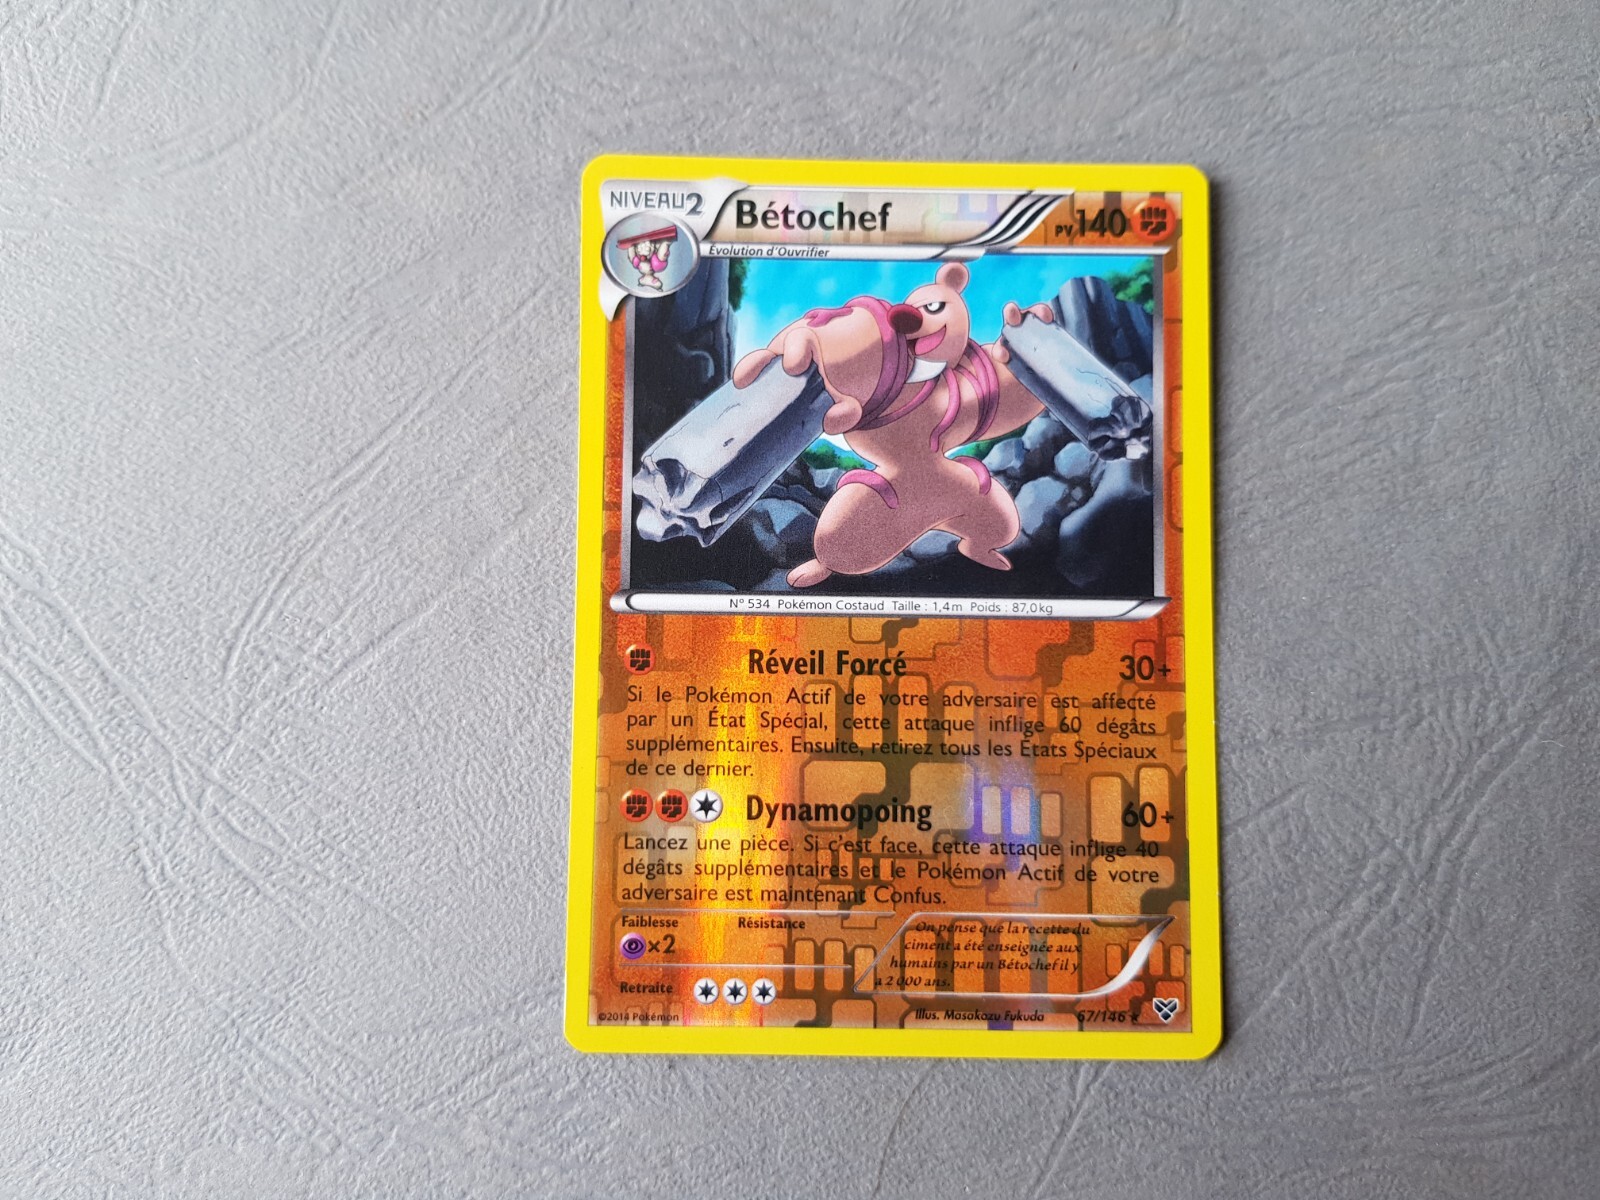 NIVEAU2
Bétochef
PV140
Évolution d'Ouvrifier
N° 534 Pokémon Costaud Taille : 1,4m Poids : 87,0kg
Réveil Forcé 30+
Si le Pokémon Actif de votre adversaire est affecté
par un État Spécial, cette attaque inflige 60 dégâts
supplémentaires. Ensuite, retirez tous les États Spéciaux
de ce dernier.
Dynamopoing 60+
Lancez une pièce. Si c'est face, cette attaque inflige 40
dégâts supplémentaires et le Pokémon Actif de votre
adversaire est maintenant Confus.
Faiblesse Résistance
×2
Retraite
On pense que la recette du
ciment a été enseignée aux
humains par un Bétochef il y
a 2 000 ans.
©2014 Pokémon
Illus. Masakazu Fukuda 67/146 ★